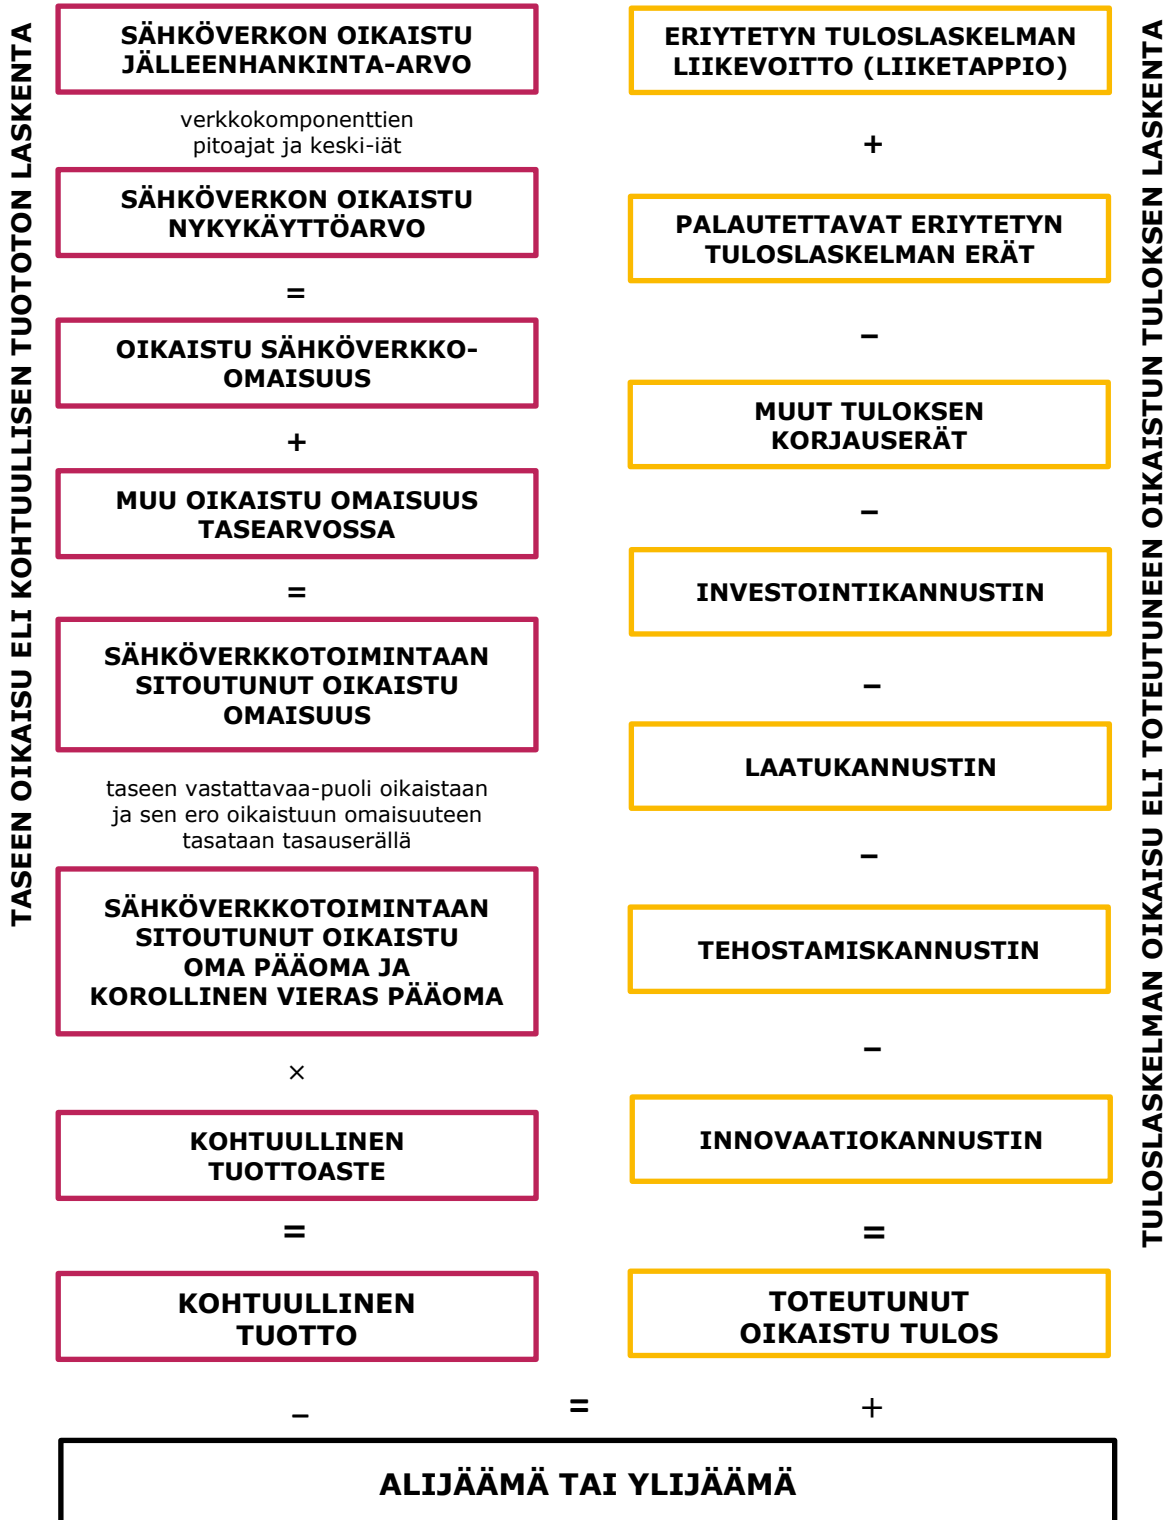 TASEEN OIKAISU ELI KOHTUULLISEN TUOTOTON LASKENTA
SÄHKÖVERKON OIKAISTU
JÄLLEENHANKINTA-ARVO
verkkokomponenttien
pitoajat ja keski-iät
SÄHKÖVERKON OIKAISTU
NYKYKÄYTTÖARVO
=
OIKAISTU SÄHKÖVERKKO-
OMAISUUS
+
MUU OIKAISTU OMAISUUS
TASEARVOSSA
=
SÄHKÖVERKKOTOIMINTAAN
SITOUTUNUT OIKAISTU
OMAISUUS
taseen vastattavaa-puoli oikaistaan
ja sen ero oikaistuun omaisuuteen
tasataan tasauserällä
SÄHKÖVERKKOTOIMINTAAN
SITOUTUNUT OIKAISTU
OMA PÄÄOMA JA
KOROLLINEN VIERAS PÄÄOMA
×
KOHTUULLINEN
TUOTTOASTE
=
KOHTUULLINEN
TUOTTO
ERIYTETYN TULOSLASKELMAN
LIIKEVOITTO (LIIKETAPPIO)
+
PALAUTETTAVAT ERIYTETYN
TULOSLASKELMAN ERÄT
–
MUUT TULOKSEN
KORJAUSERÄT
–
INVESTOINTIKANNUSTIN
–
LAATUKANNUSTIN
–
TEHOSTAMISKANNUSTIN
–
INNOVAATIOKANNUSTIN
=
TOTEUTUNUT
OIKAISTU TULOS
TULOSLASKELMAN OIKAISU ELI TOTEUTUNEEN OIKAISTUN TULOKSEN LASKENTA
– = +
ALIJÄÄMÄ TAI YLIJÄÄMÄ